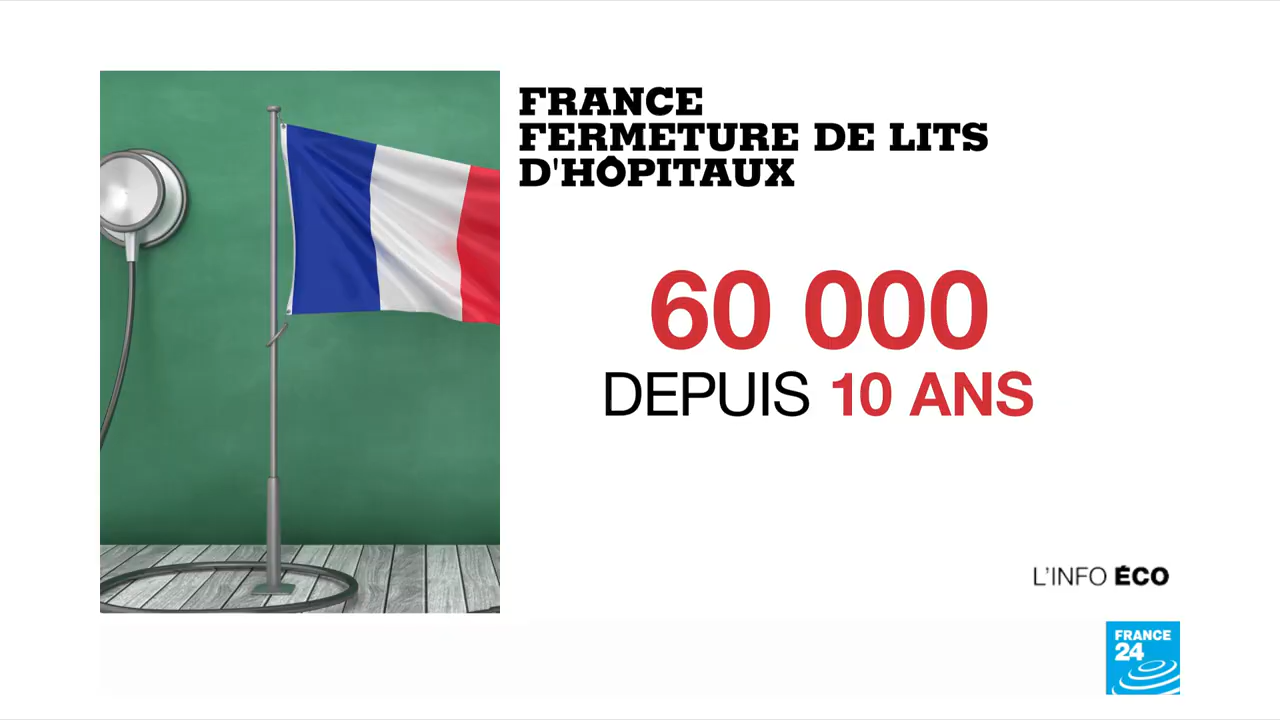 FRANCE
FERMETURE DE LITS
D'HÔPITAUX
60 000
DEPUIS 10 ANS
L'INFO ÉCO
FRANCE
24